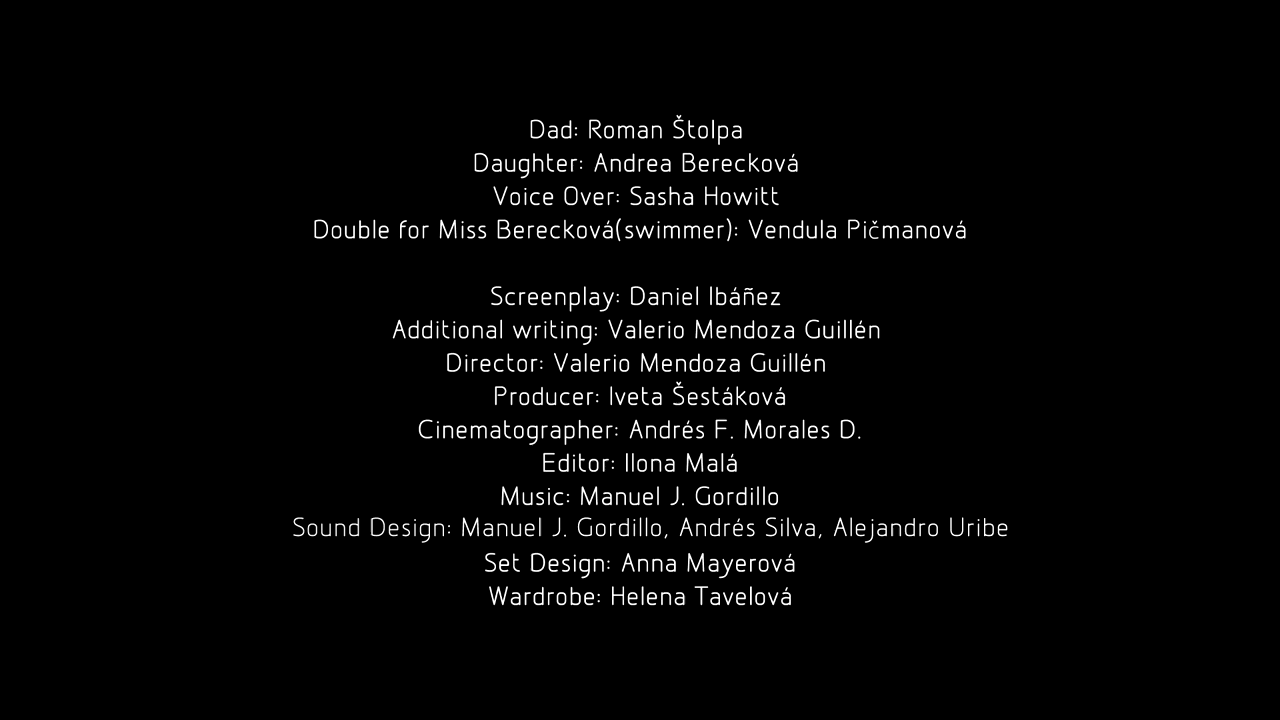 Dad: Roman Štolpa
Daughter: Andrea Berecková
Voice Over: Sasha Howitt
Double for Miss Berecková(swimmer): Vendula Pičmanová
Screenplay: Daniel Ibáñez
Additional writing: Valerio Mendoza Guillén
Director: Valerio Mendoza Guillén
Producer: Iveta Šestáková
Cinematographer: Andrés F. Morales D.
Editor: Ilona Malá
Music: Manuel J. Gordillo
Sound Design: Manuel J. Gordillo, Andrés Silva, Alejandro Uribe
Set Design: Anna Mayerová
Wardrobe: Helena Tavelová